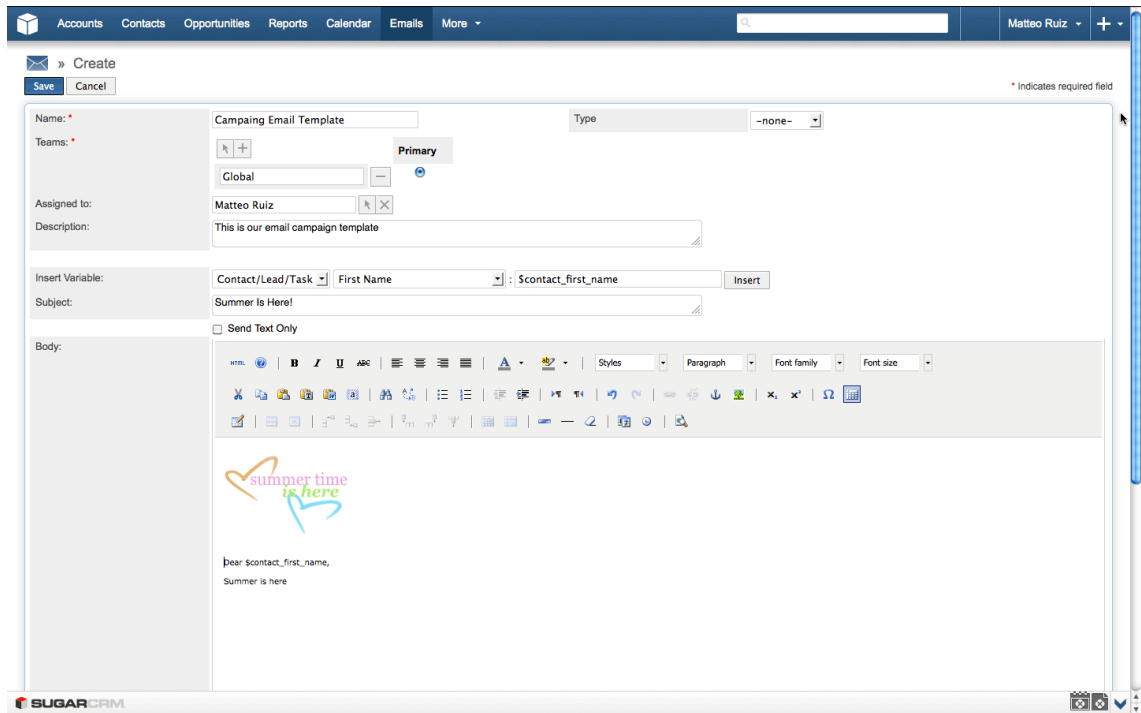 Accounts Contacts Opportunities Reports Calendar Emails More Matteo Ruiz
» Create
Save Cancel * Indicates required field
Name: * Campaing Email Template Type -none-
Teams: * Primary
Global
Assigned to: Matteo Ruiz
Description: This is our email campaign template
Insert Variable: Contact/Lead/Task First Name : $contact_first_name Insert
Subject: Summer Is Here!
Send Text Only
Body:
HTML B I U ABC A ab Styles Paragraph Font family Font size
summer time
is here
Dear $contact_first_name,
Summer is here
SUGARCRM